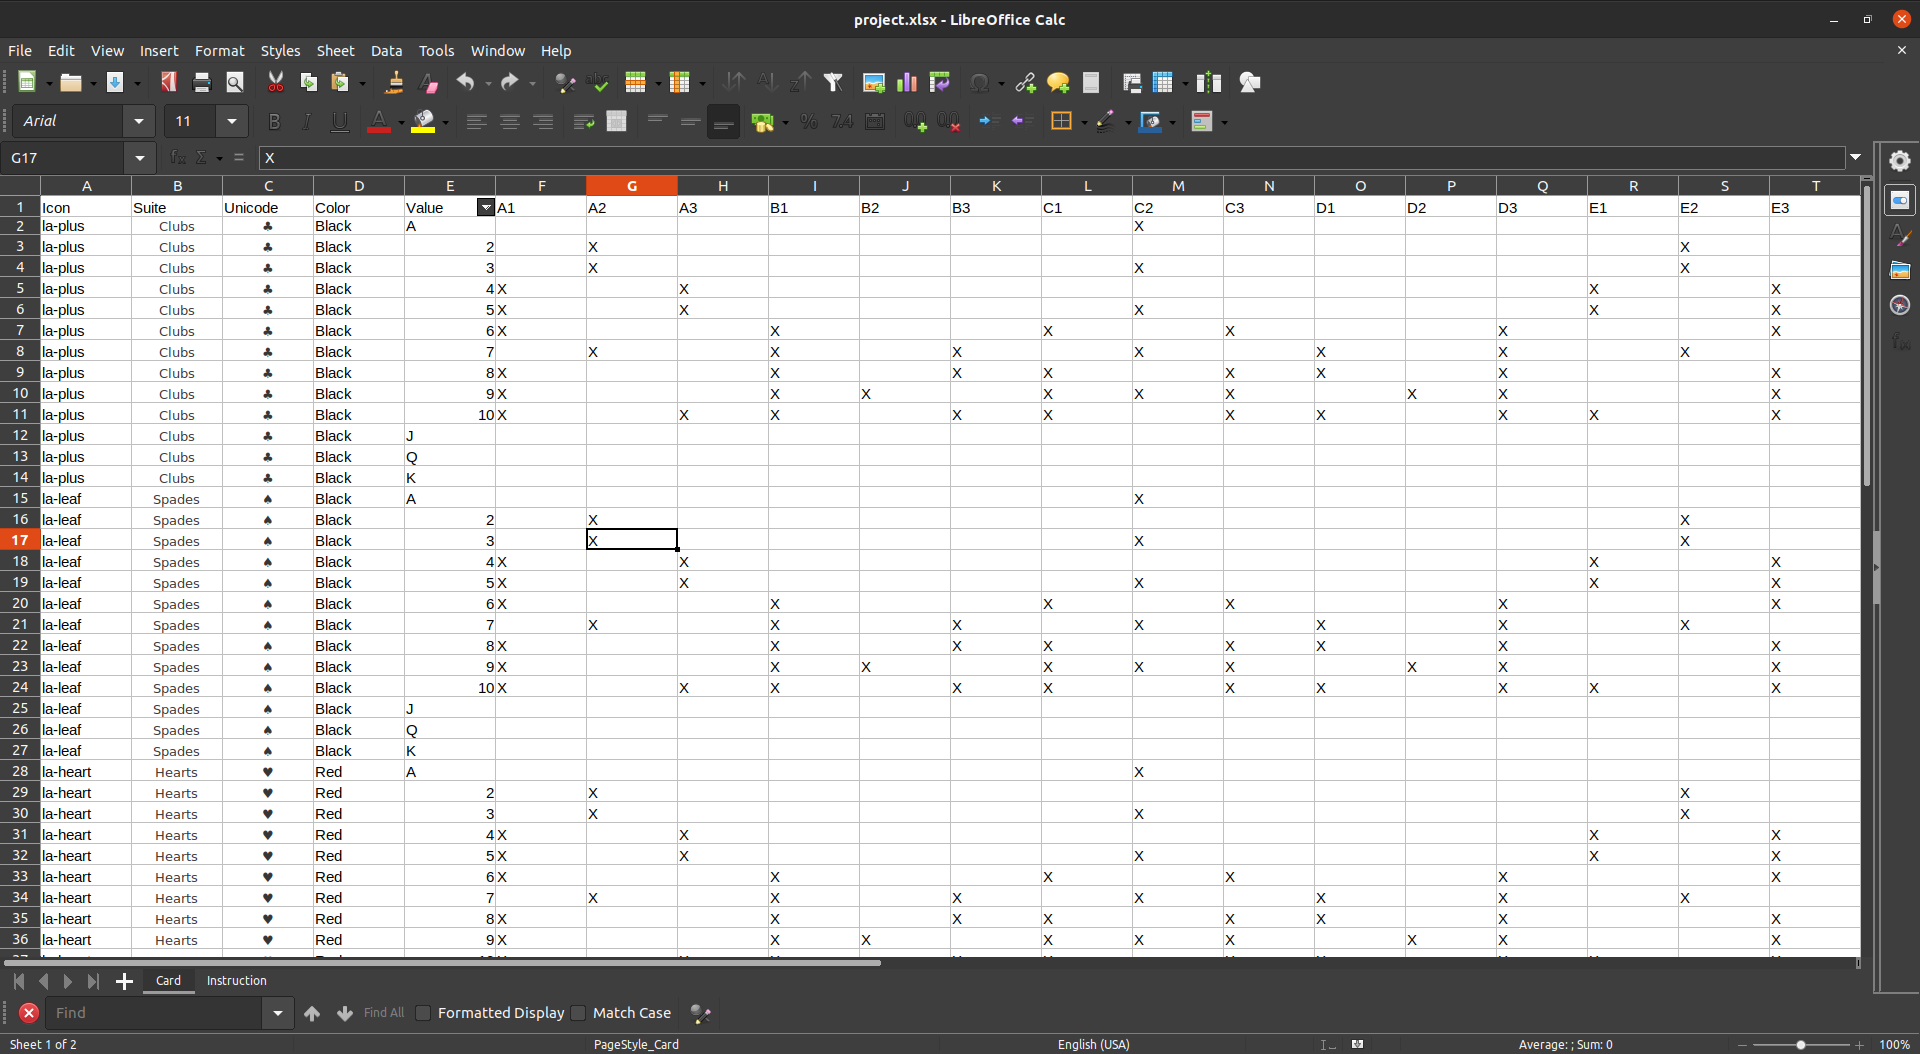 project.xlsx - LibreOffice Calc
File Edit View Insert Format Styles Sheet Data Tools Window Help
Arial 11
G17 X
A B C D E F G H I J K L M N O P Q R S T
1 Icon Suite Unicode Color Value A1 A2 A3 B1 B2 B3 C1 C2 C3 D1 D2 D3 E1 E2 E3
2 la-plus Clubs ♣ Black A X
3 la-plus Clubs ♣ Black 2 X X
4 la-plus Clubs ♣ Black 3 X X X
5 la-plus Clubs ♣ Black 4 X X X X
6 la-plus Clubs ♣ Black 5 X X X X X
7 la-plus Clubs ♣ Black 6 X X X X X X
8 la-plus Clubs ♣ Black 7 X X X X X X X
9 la-plus Clubs ♣ Black 8 X X X X X X X X
10 la-plus Clubs ♣ Black 9 X X X X X X X X X
11 la-plus Clubs ♣ Black 10 X X X X X X X X X X
12 la-plus Clubs ♣ Black J
13 la-plus Clubs ♣ Black Q
14 la-plus Clubs ♣ Black K
15 la-leaf Spades ♠ Black A X
16 la-leaf Spades ♠ Black 2 X X
17 la-leaf Spades ♠ Black 3 X X X
18 la-leaf Spades ♠ Black 4 X X X X
19 la-leaf Spades ♠ Black 5 X X X X X
20 la-leaf Spades ♠ Black 6 X X X X X X
21 la-leaf Spades ♠ Black 7 X X X X X X X
22 la-leaf Spades ♠ Black 8 X X X X X X X X
23 la-leaf Spades ♠ Black 9 X X X X X X X X X
24 la-leaf Spades ♠ Black 10 X X X X X X X X X X
25 la-leaf Spades ♠ Black J
26 la-leaf Spades ♠ Black Q
27 la-leaf Spades ♠ Black K
28 la-heart Hearts ♥ Red A X
29 la-heart Hearts ♥ Red 2 X X
30 la-heart Hearts ♥ Red 3 X X X
31 la-heart Hearts ♥ Red 4 X X X X
32 la-heart Hearts ♥ Red 5 X X X X X
33 la-heart Hearts ♥ Red 6 X X X X X X
34 la-heart Hearts ♥ Red 7 X X X X X X X
35 la-heart Hearts ♥ Red 8 X X X X X X X X
36 la-heart Hearts ♥ Red 9 X X X X X X X X X
Card Instruction
Find Find All Formatted Display Match Case
Sheet 1 of 2 PageStyle_Card English (USA) Average: ; Sum: 0 100%